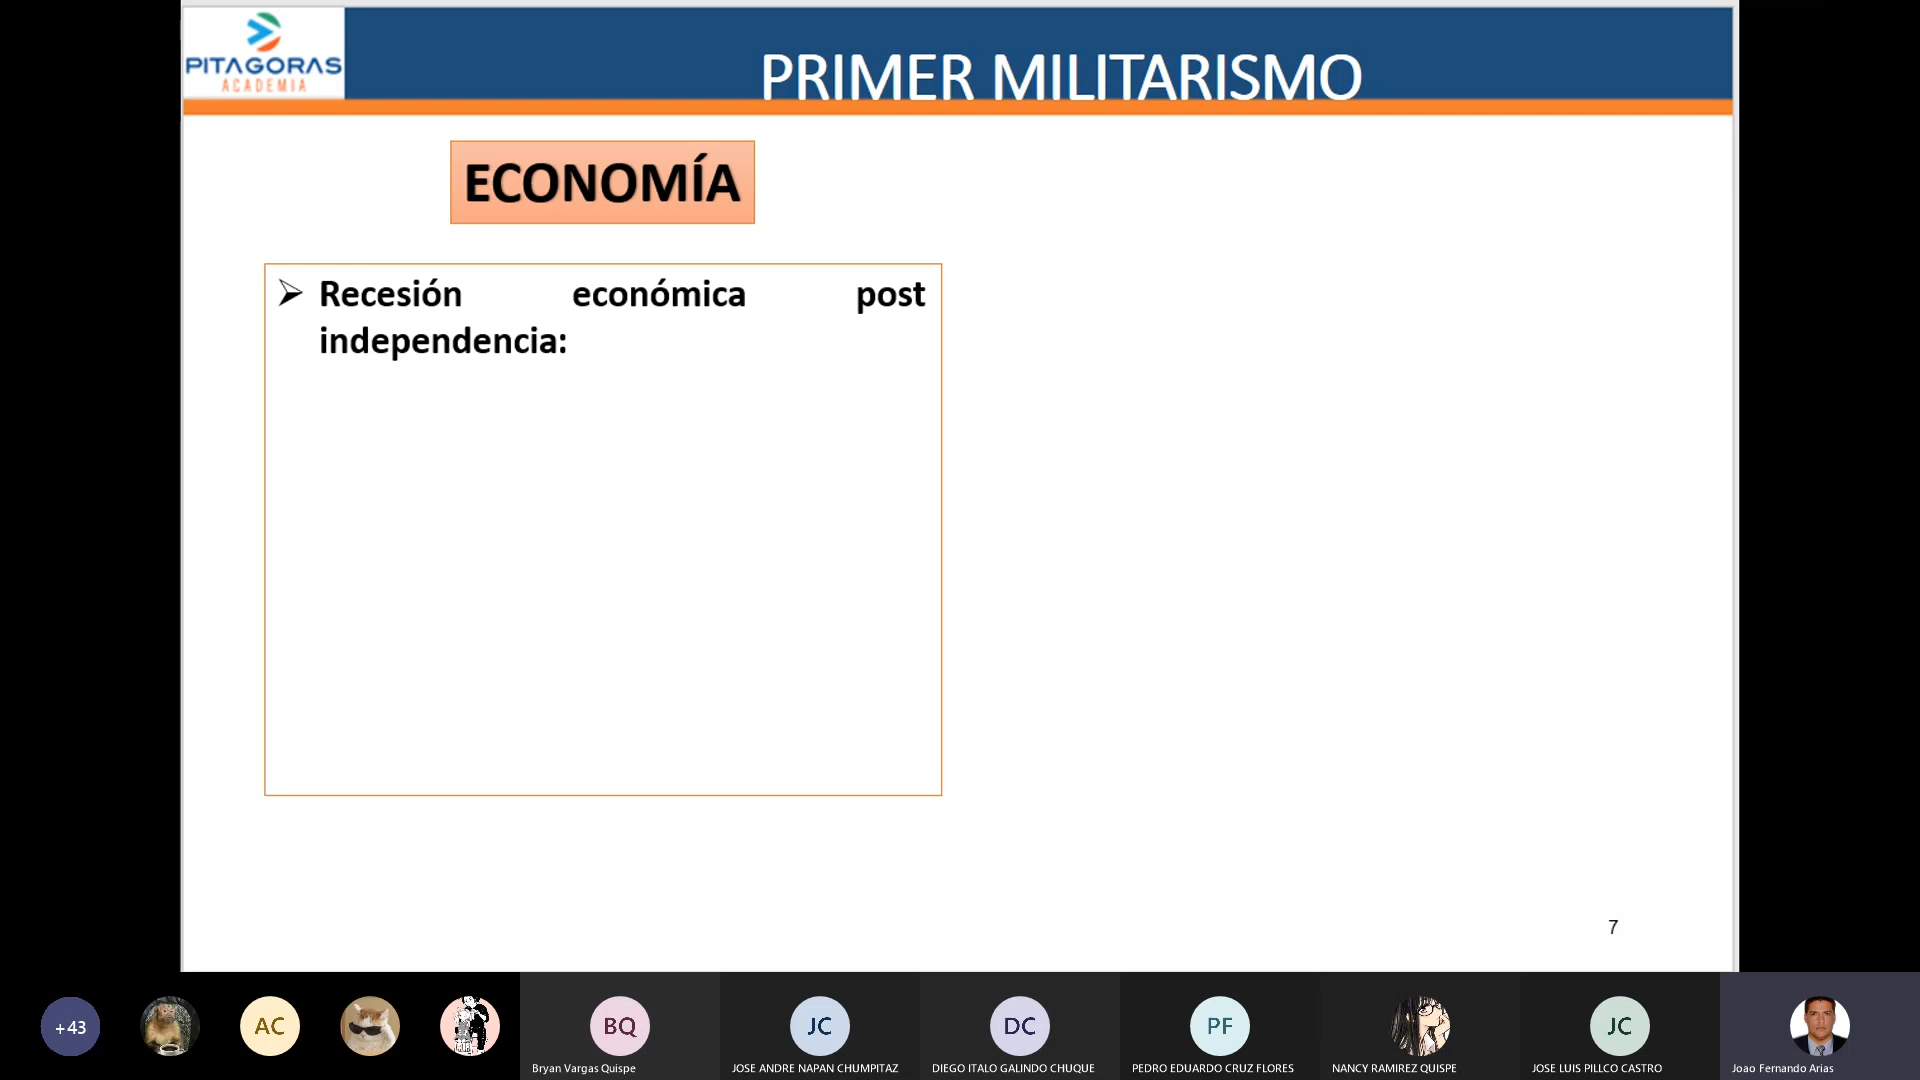 PITAGORAS
ACADEMIA
PRIMER MILITARISMO
ECONOMÍA
➢ Recesión económica post
independencia:
7
+43
AC
BQ
JC
DC
PF
JC
Bryan Vargas Quispe
JOSE ANDRE NAPAN CHUMPITAZ
DIEGO ITALO GALINDO CHUQUE
PEDRO EDUARDO CRUZ FLORES
NANCY RAMIREZ QUISPE
JOSE LUIS PILLCO CASTRO
Joao Fernando Arias